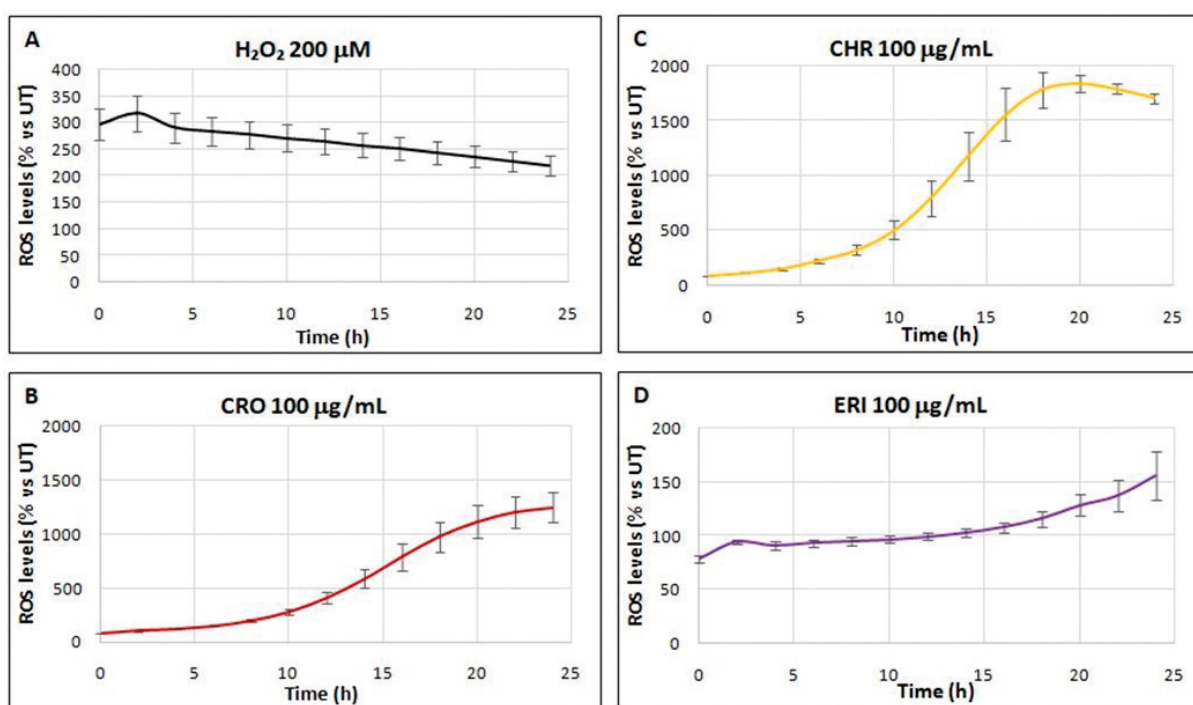 A
H₂O₂ 200 µM
ROS levels (% vs UT)
400
350
300
250
200
150
100
50
0
0 5 10 15 20 25
Time (h)
B
CRO 100 µg/mL
ROS levels (% vs UT)
2000
1500
1000
500
0
0 5 10 15 20 25
Time (h)
C
CHR 100 µg/mL
ROS levels (% vs UT)
2000
1500
1000
500
0
0 5 10 15 20 25
Time (h)
D
ERI 100 µg/mL
ROS levels (% vs UT)
200
150
100
50
0
0 5 10 15 20 25
Time (h)